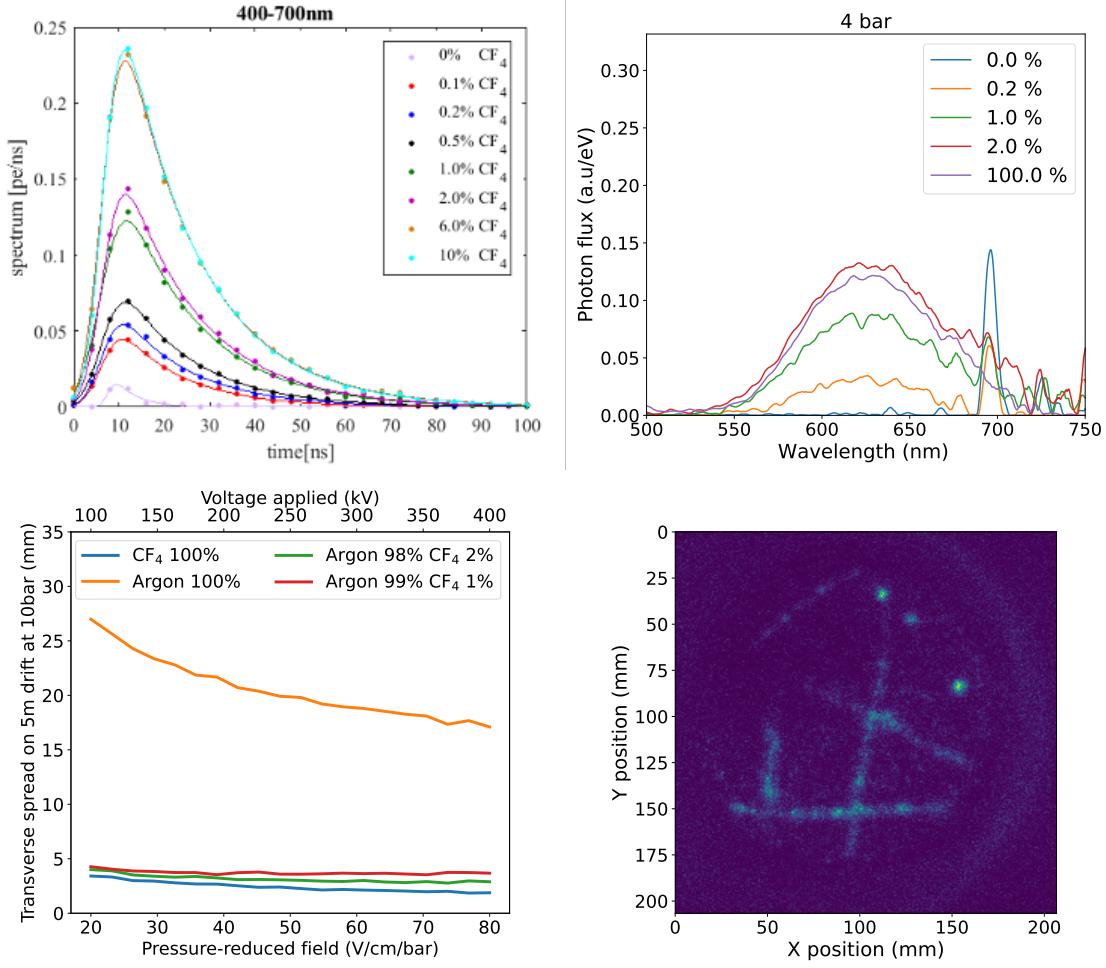 400-700nm
0.25
0.2
0.15
0.1
0.05
0
spectrum [pe/ns]
0 10 20 30 40 50 60 70 80 90 100
time[ns]
0% CF4
0.1% CF4
0.2% CF4
0.5% CF4
1.0% CF4
2.0% CF4
6.0% CF4
10% CF4
4 bar
0.30
0.25
0.20
0.15
0.10
0.05
0.00
Photon flux (a.u/eV)
500 550 600 650 700 750
Wavelength (nm)
0.0 %
0.2 %
1.0 %
2.0 %
100.0 %
Voltage applied (kV)
100 150 200 250 300 350 400
35
30
25
20
15
10
5
0
Transverse spread on 5m drift at 10bar (mm)
CF4 100%
Argon 100%
Argon 98% CF4 2%
Argon 99% CF4 1%
20 30 40 50 60 70 80
Pressure-reduced field (V/cm/bar)
0
25
50
75
100
125
150
175
200
Y position (mm)
0 50 100 150 200
X position (mm)